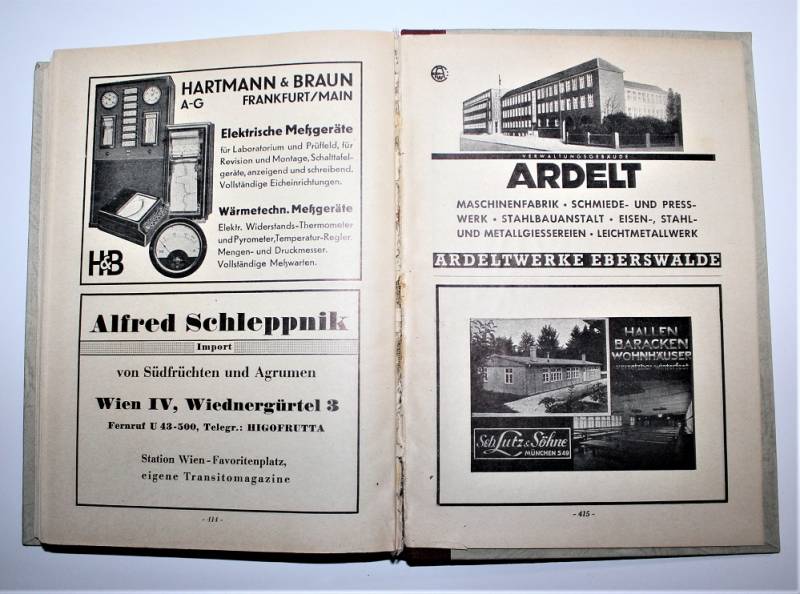 HARTMANN & BRAUN
A-G FRANKFURT/MAIN
Elektrische Meßgeräte
für Laboratorium und Prüffeld, für
Revision und Montage, Schalttafel-
geräte, anzeigend und schreibend,
Vollständige Eicheinrichtungen.
Wärmetechn. Meßgeräte
Elektr. Widerstands-Thermometer
und Pyrometer, Temperatur-Regler.
Mengen- und Druckmesser.
Vollständige Meßwarten.
H&B
Alfred Schleppnik
Import
von Südfrüchten und Agrumen
Wien IV, Wiednergürtel 3
Fernruf U 43-500, Telegr.: HIGOFRUTTA
Station Wien-Favoritenplatz,
eigene Transitomagazine
- 414 -
VERWALTUNGSGEBÄUDE
ARDELT
MASCHINENFABRIK · SCHMIEDE- UND PRESS-
WERK · STAHLBAUANSTALT · EISEN-, STAHL-
UND METALLGIESSEREIEN · LEICHTMETALLWERK
ARDELTWERKE EBERSWALDE
HALLEN
BARACKEN
WOHNHÄUSER
Seb. Lutz & Söhne
MÜNCHEN S 49
- 415 -